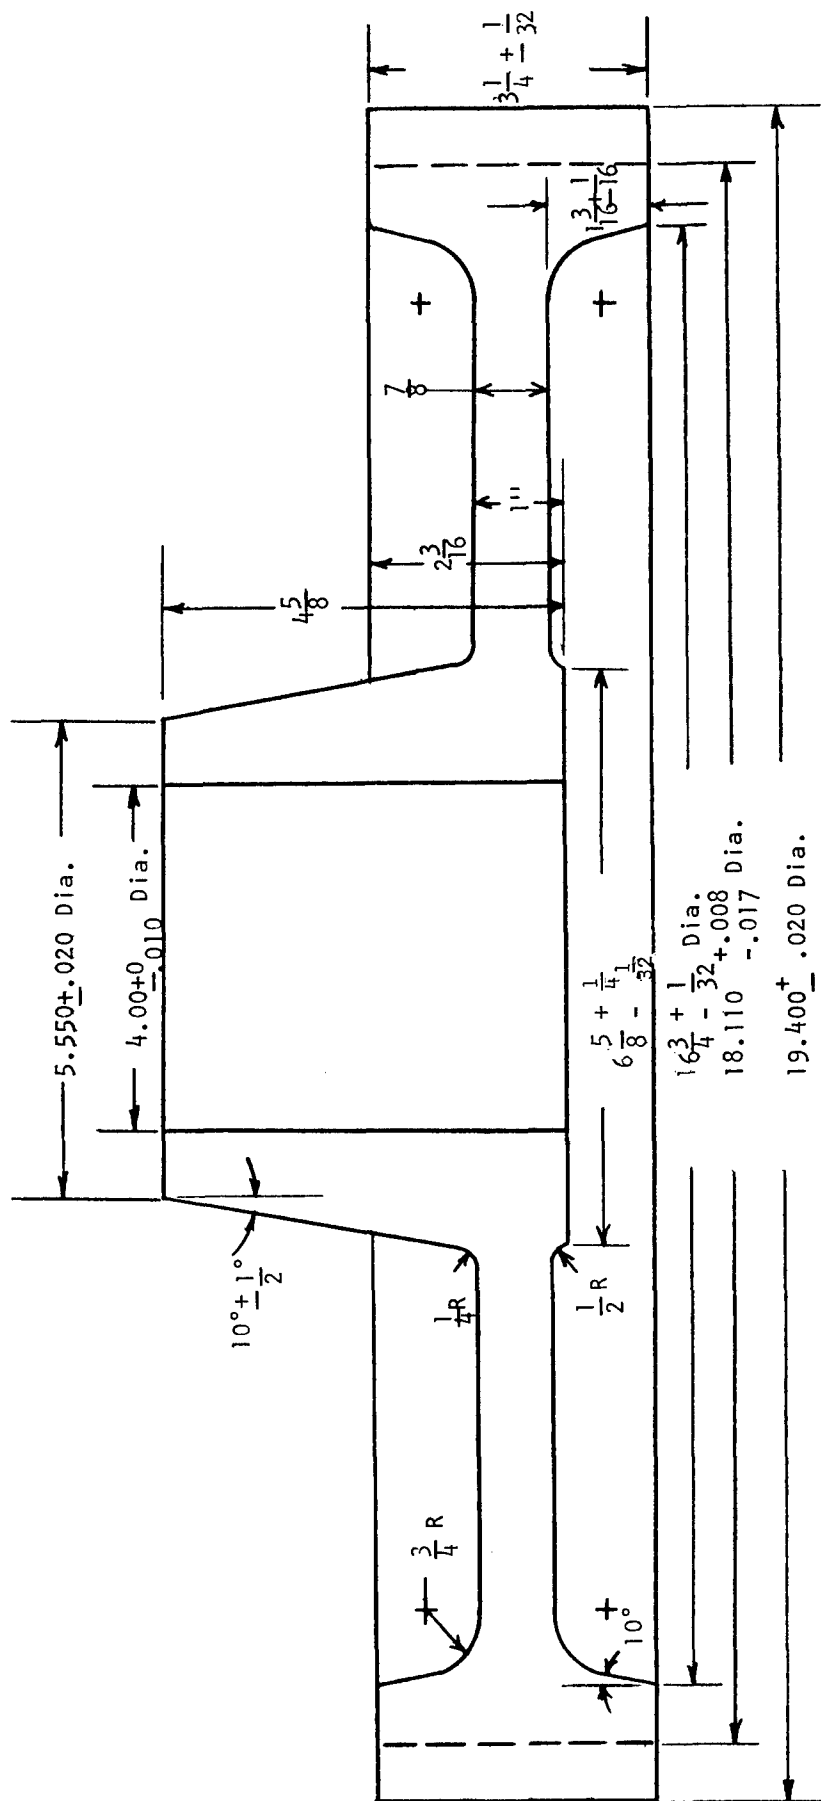 5.550±.020 Dia.
4.00+0
-.010 Dia.
10°± 1/2°
3 1/4 ± 1/32
1 3/16 ± 1/16
7/8
1"
2 3/16
4 5/8
1/4 R
1/2 R
3/4 R
10°
6 5/8 + 1/4 - 1/32
16 3/4 ± 1/32 Dia.
18.110 +.008 -.017 Dia.
19.400 ± .020 Dia.